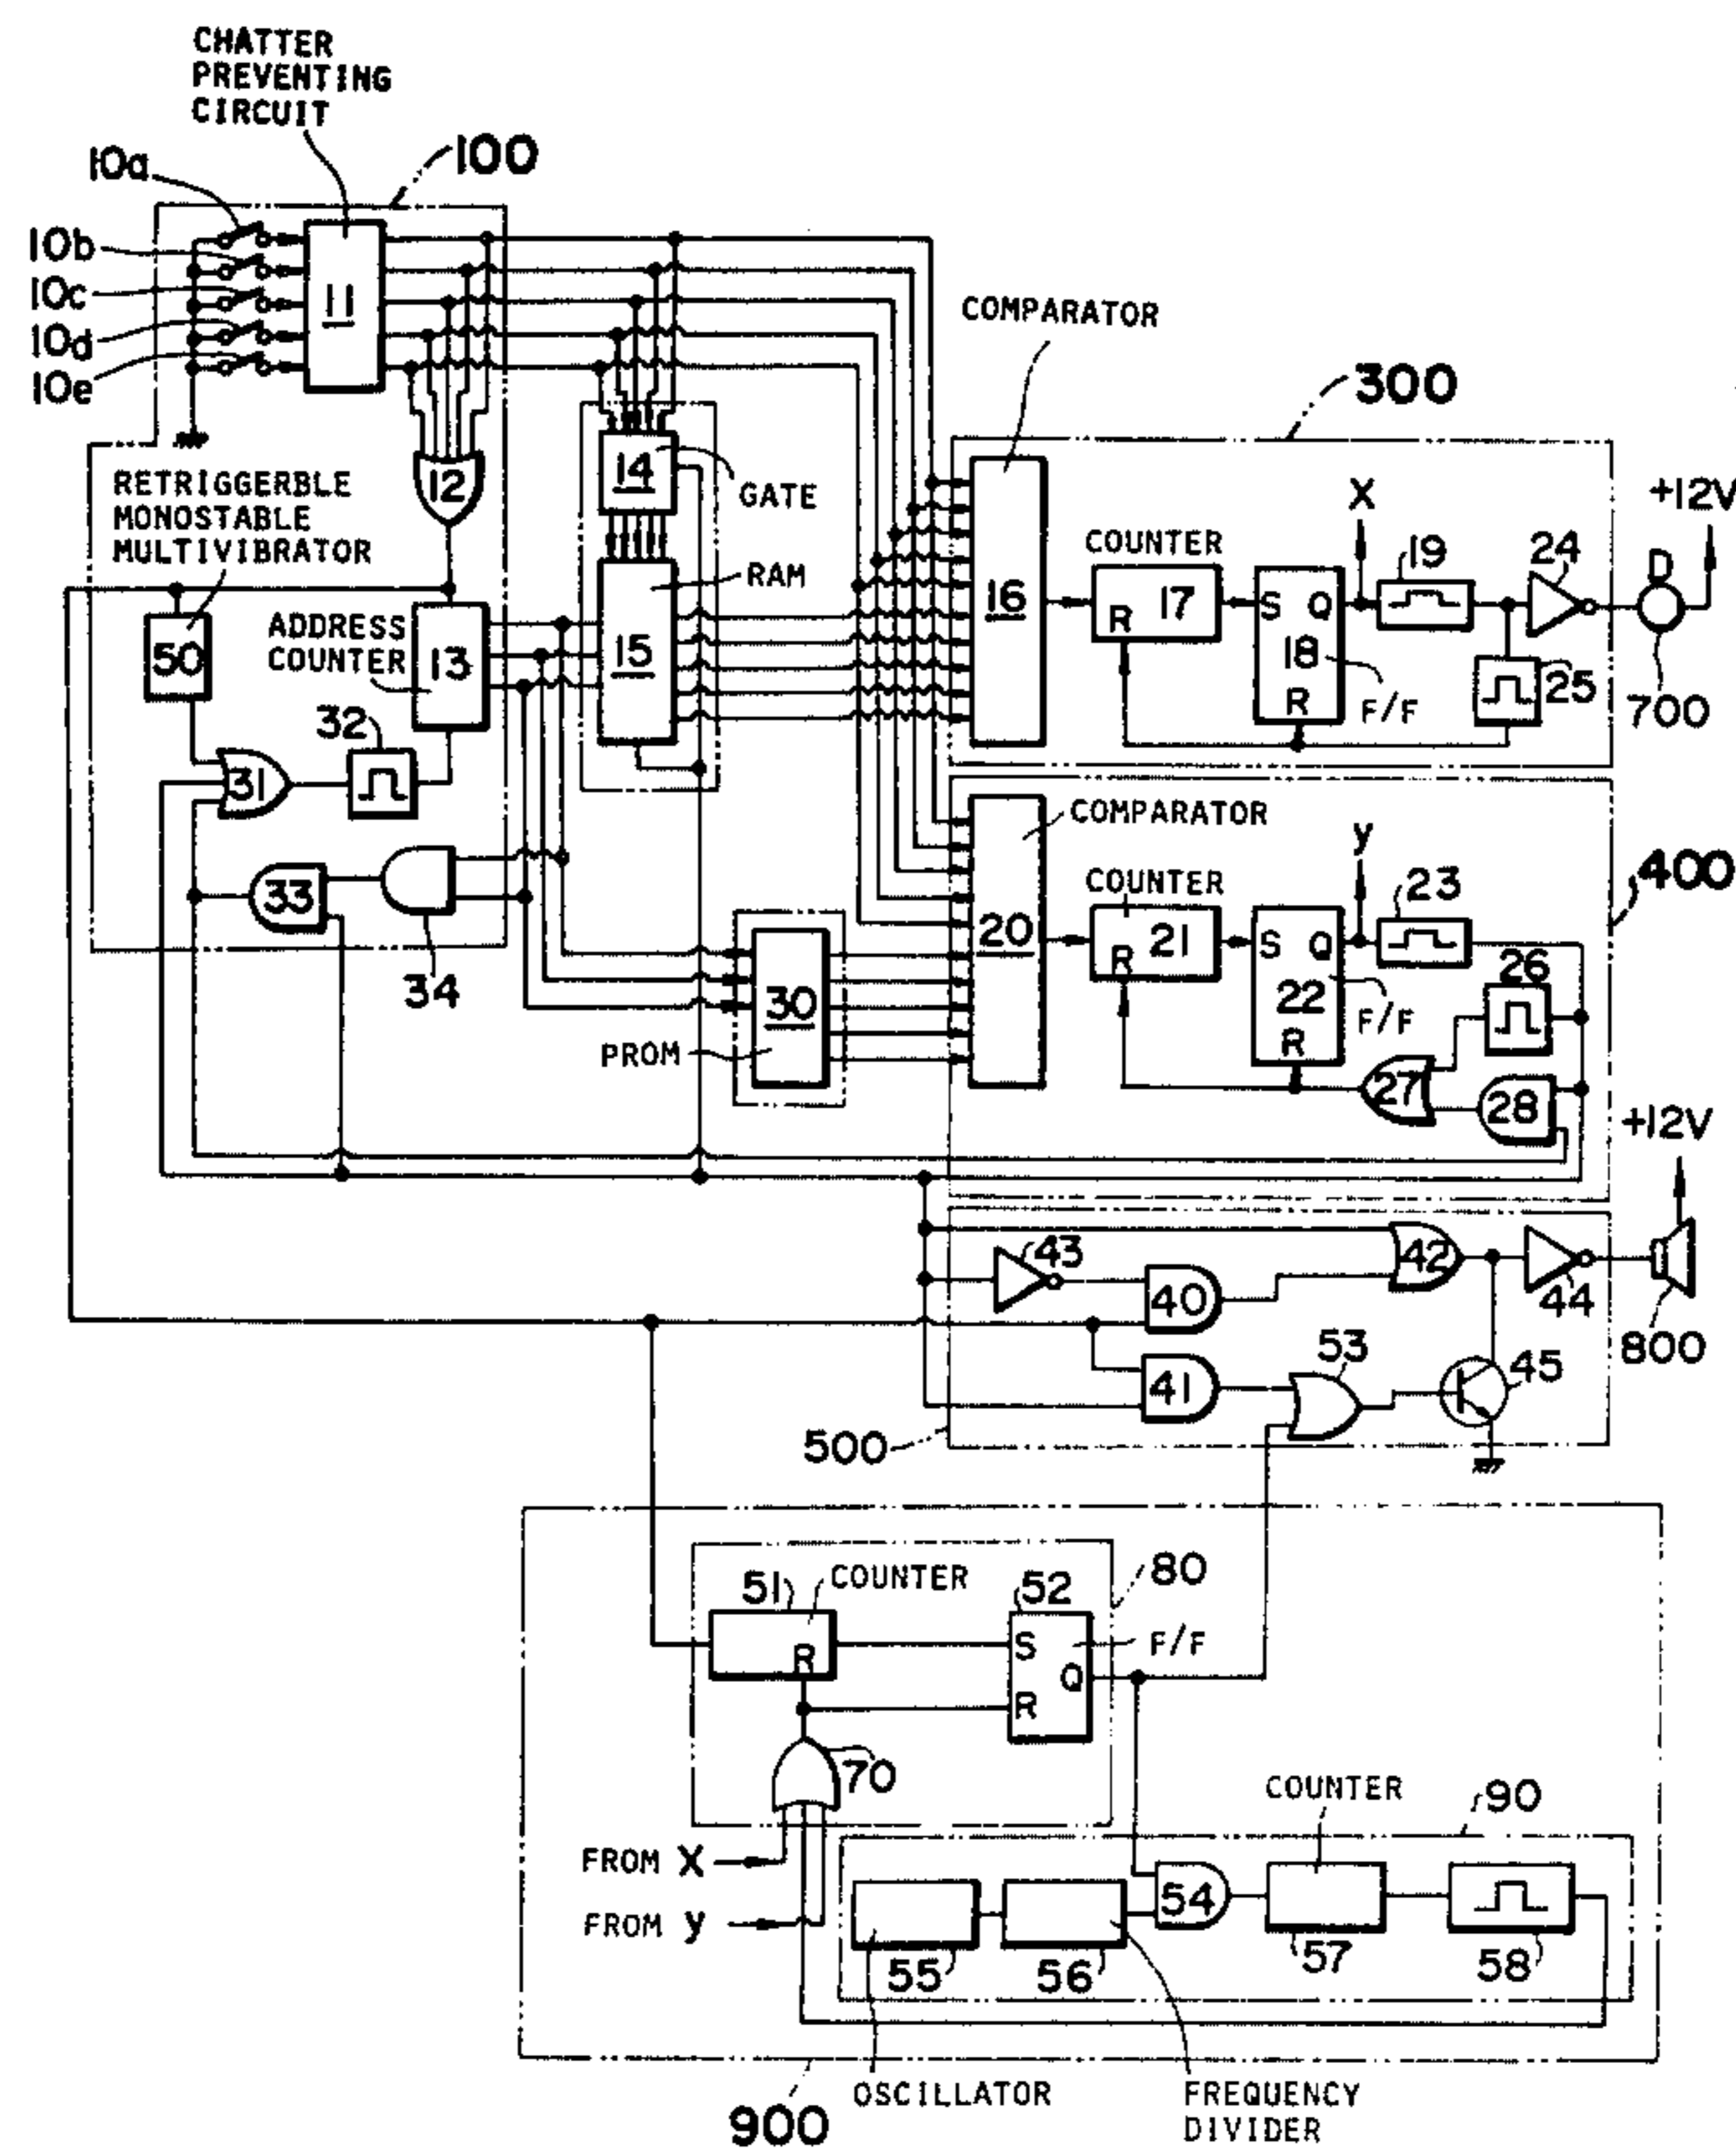 CHATTER
PREVENTING
CIRCUIT
100
10a
10b
10c
10d
10e
11
COMPARATOR
300
12
14
GATE
RETRIGGERBLE
MONOSTABLE
MULTIVIBRATOR
X
+12V
COUNTER
19
24
D
RAM
16
R
17
S
Q
18
R
F/F
25
700
50
ADDRESS
COUNTER
13
15
32
31
COMPARATOR
y
400
33
34
COUNTER
23
20
R
21
S
Q
22
R
F/F
26
30
PROM
27
28
+12V
43
42
44
40
800
53
41
45
500
51
COUNTER
52
80
R
S
Q
R
F/F
70
COUNTER
90
FROM X
FROM y
54
55
56
57
58
OSCILLATOR
FREQUENCY
DIVIDER
900